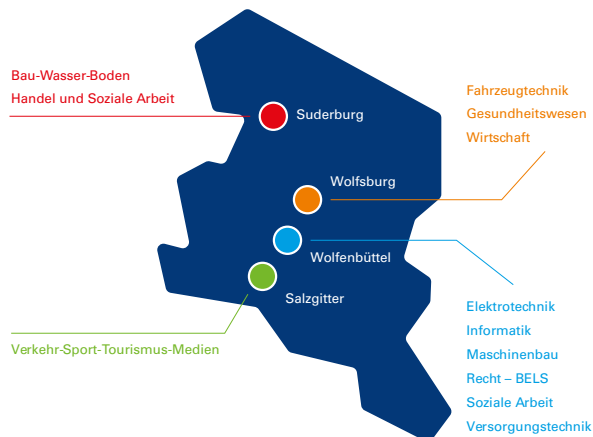 Bau-Wasser-Boden
Handel und Soziale Arbeit
Suderburg
Fahrzeugtechnik
Gesundheitswesen
Wirtschaft
Wolfsburg
Wolfenbüttel
Salzgitter
Verkehr-Sport-Tourismus-Medien
Elektrotechnik
Informatik
Maschinenbau
Recht – BELS
Soziale Arbeit
Versorgungstechnik